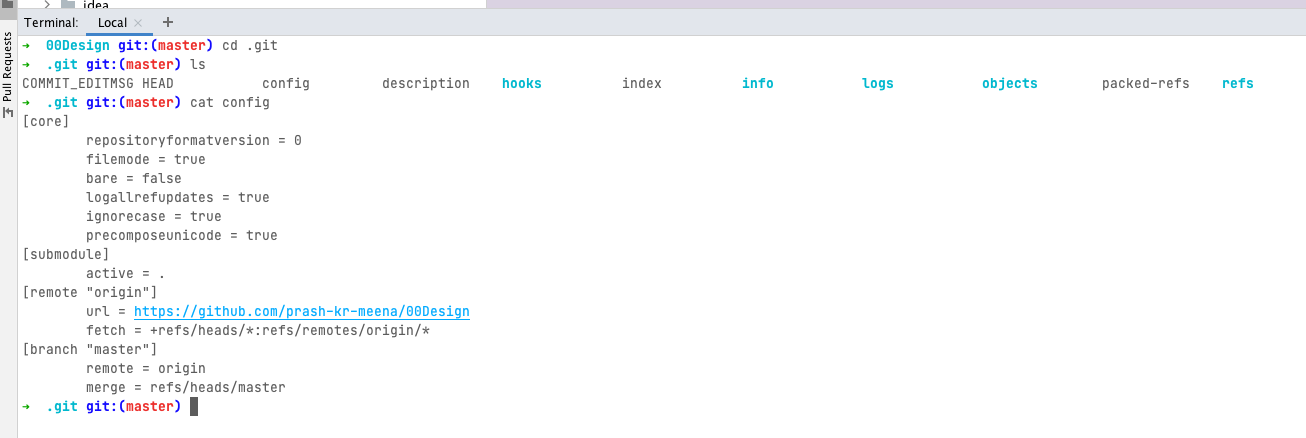 idea
Terminal: Local × +
Pull Requests
➜ 00Design git:(master) cd .git
➜ .git git:(master) ls
COMMIT_EDITMSG HEAD config description hooks index info logs objects packed-refs refs
➜ .git git:(master) cat config
[core]
repositoryformatversion = 0
filemode = true
bare = false
logallrefupdates = true
ignorecase = true
precomposeunicode = true
[submodule]
active = .
[remote "origin"]
url = https://github.com/prash-kr-meena/00Design
fetch = +refs/heads/*:refs/remotes/origin/*
[branch "master"]
remote = origin
merge = refs/heads/master
➜ .git git:(master)